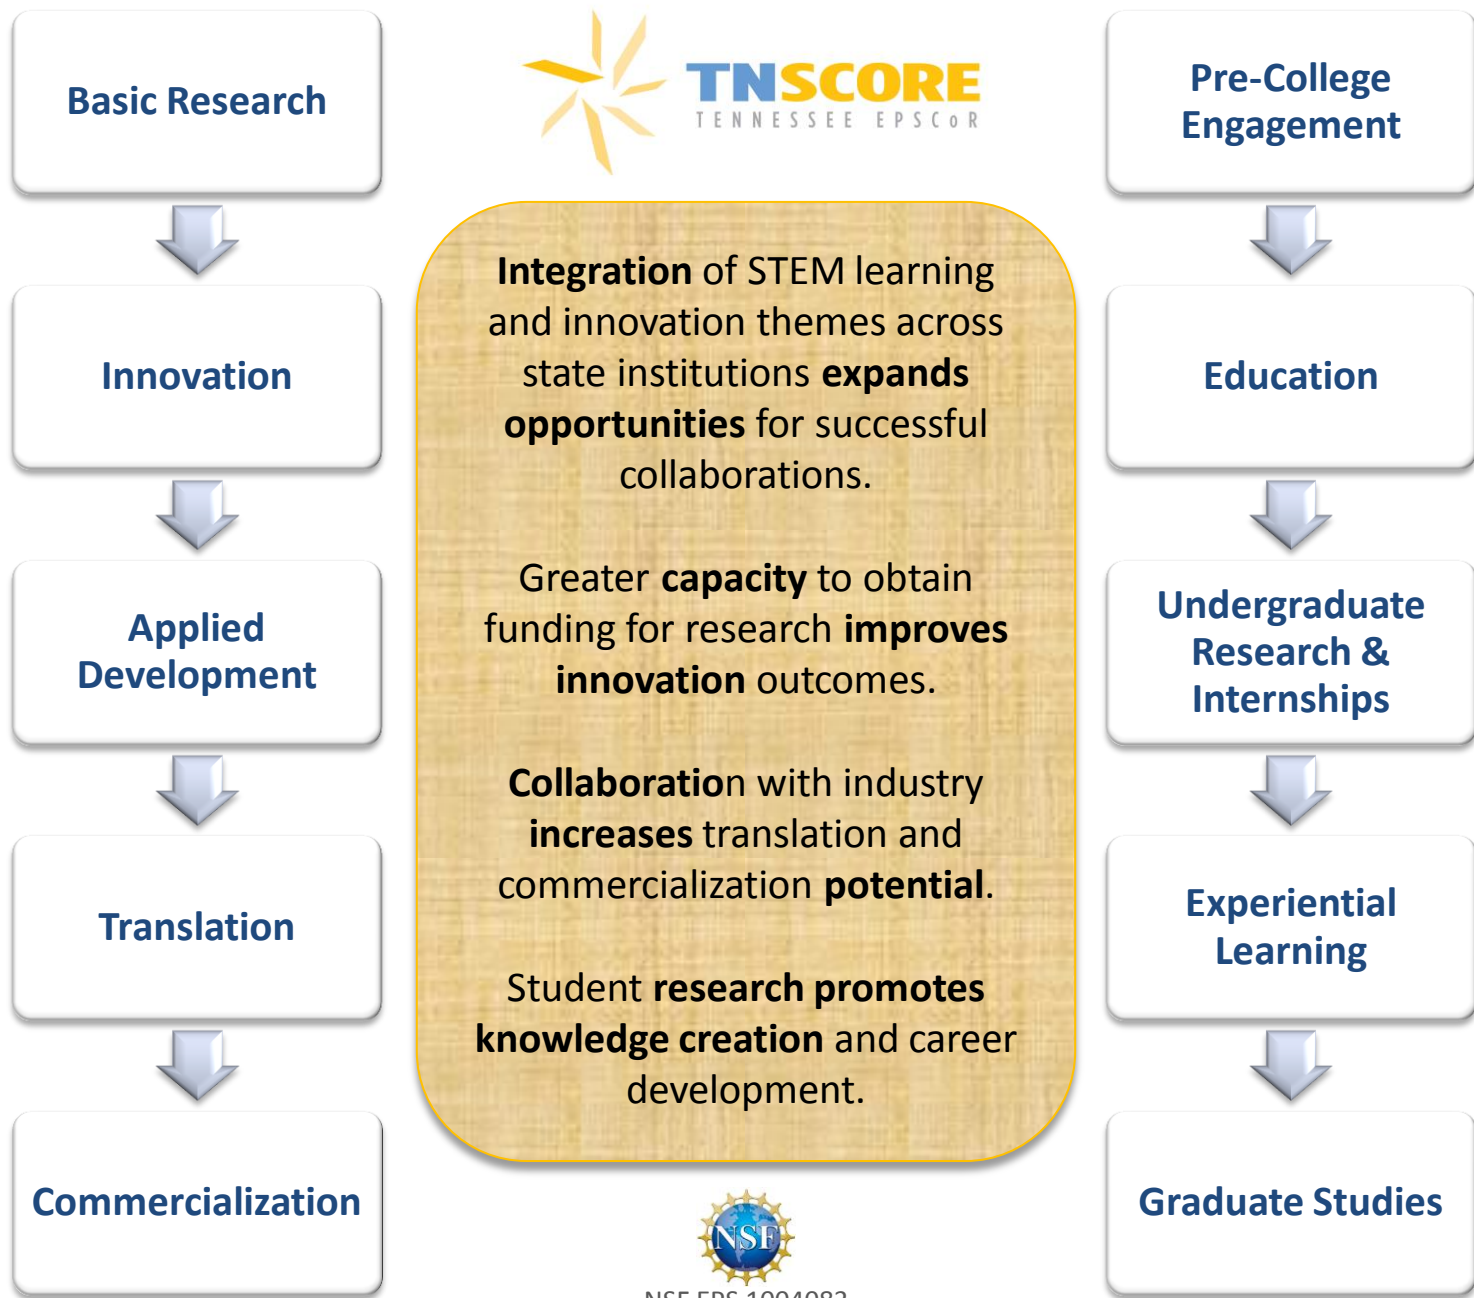 Basic Research
Innovation
Applied
Development
Translation
Commercialization
TNSCORE
TENNESSEE EPSCoR
Integration of STEM learning
and innovation themes across
state institutions expands
opportunities for successful
collaborations.
Greater capacity to obtain
funding for research improves
innovation outcomes.
Collaboration with industry
increases translation and
commercialization potential.
Student research promotes
knowledge creation and career
development.
NSF
NSF EPS 1004083
Pre-College
Engagement
Education
Undergraduate
Research &
Internships
Experiential
Learning
Graduate Studies